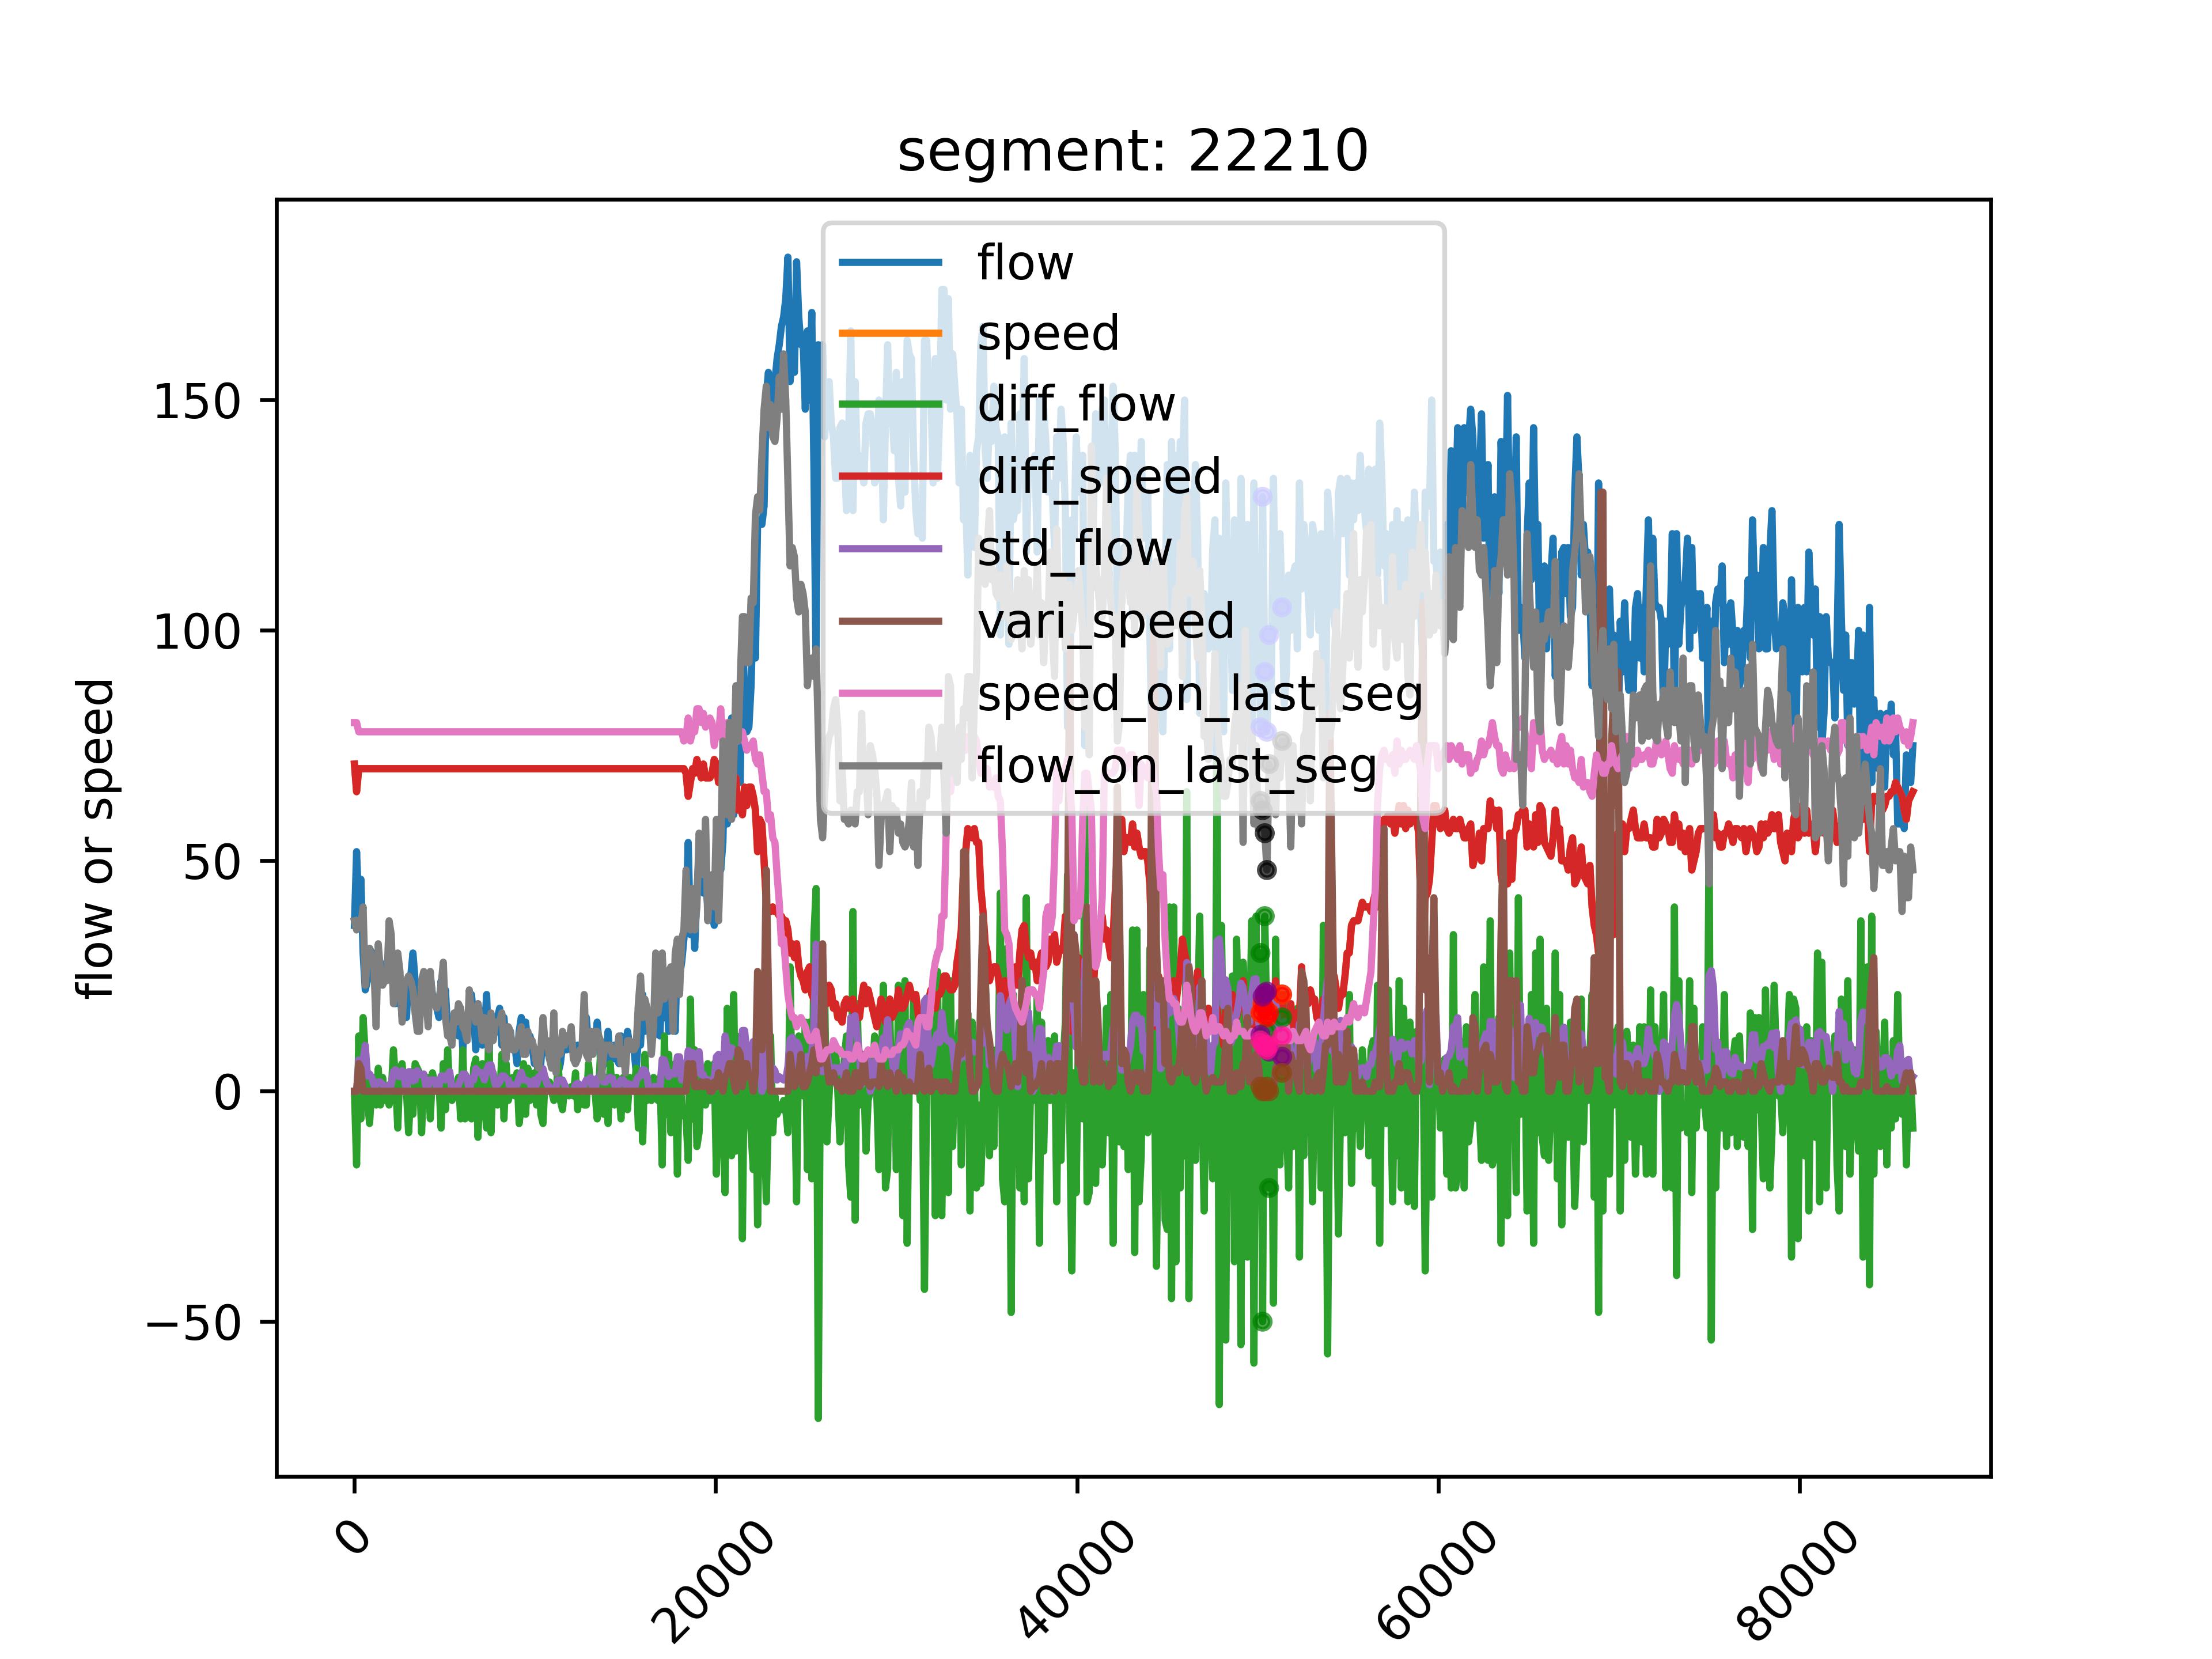 segment: 22210
flow
speed
diff_flow
diff_speed
std_flow
vari_speed
speed_on_last_seg
flow_on_last_seg
flow or speed
150
100
50
0
−50
0
20000
40000
60000
80000